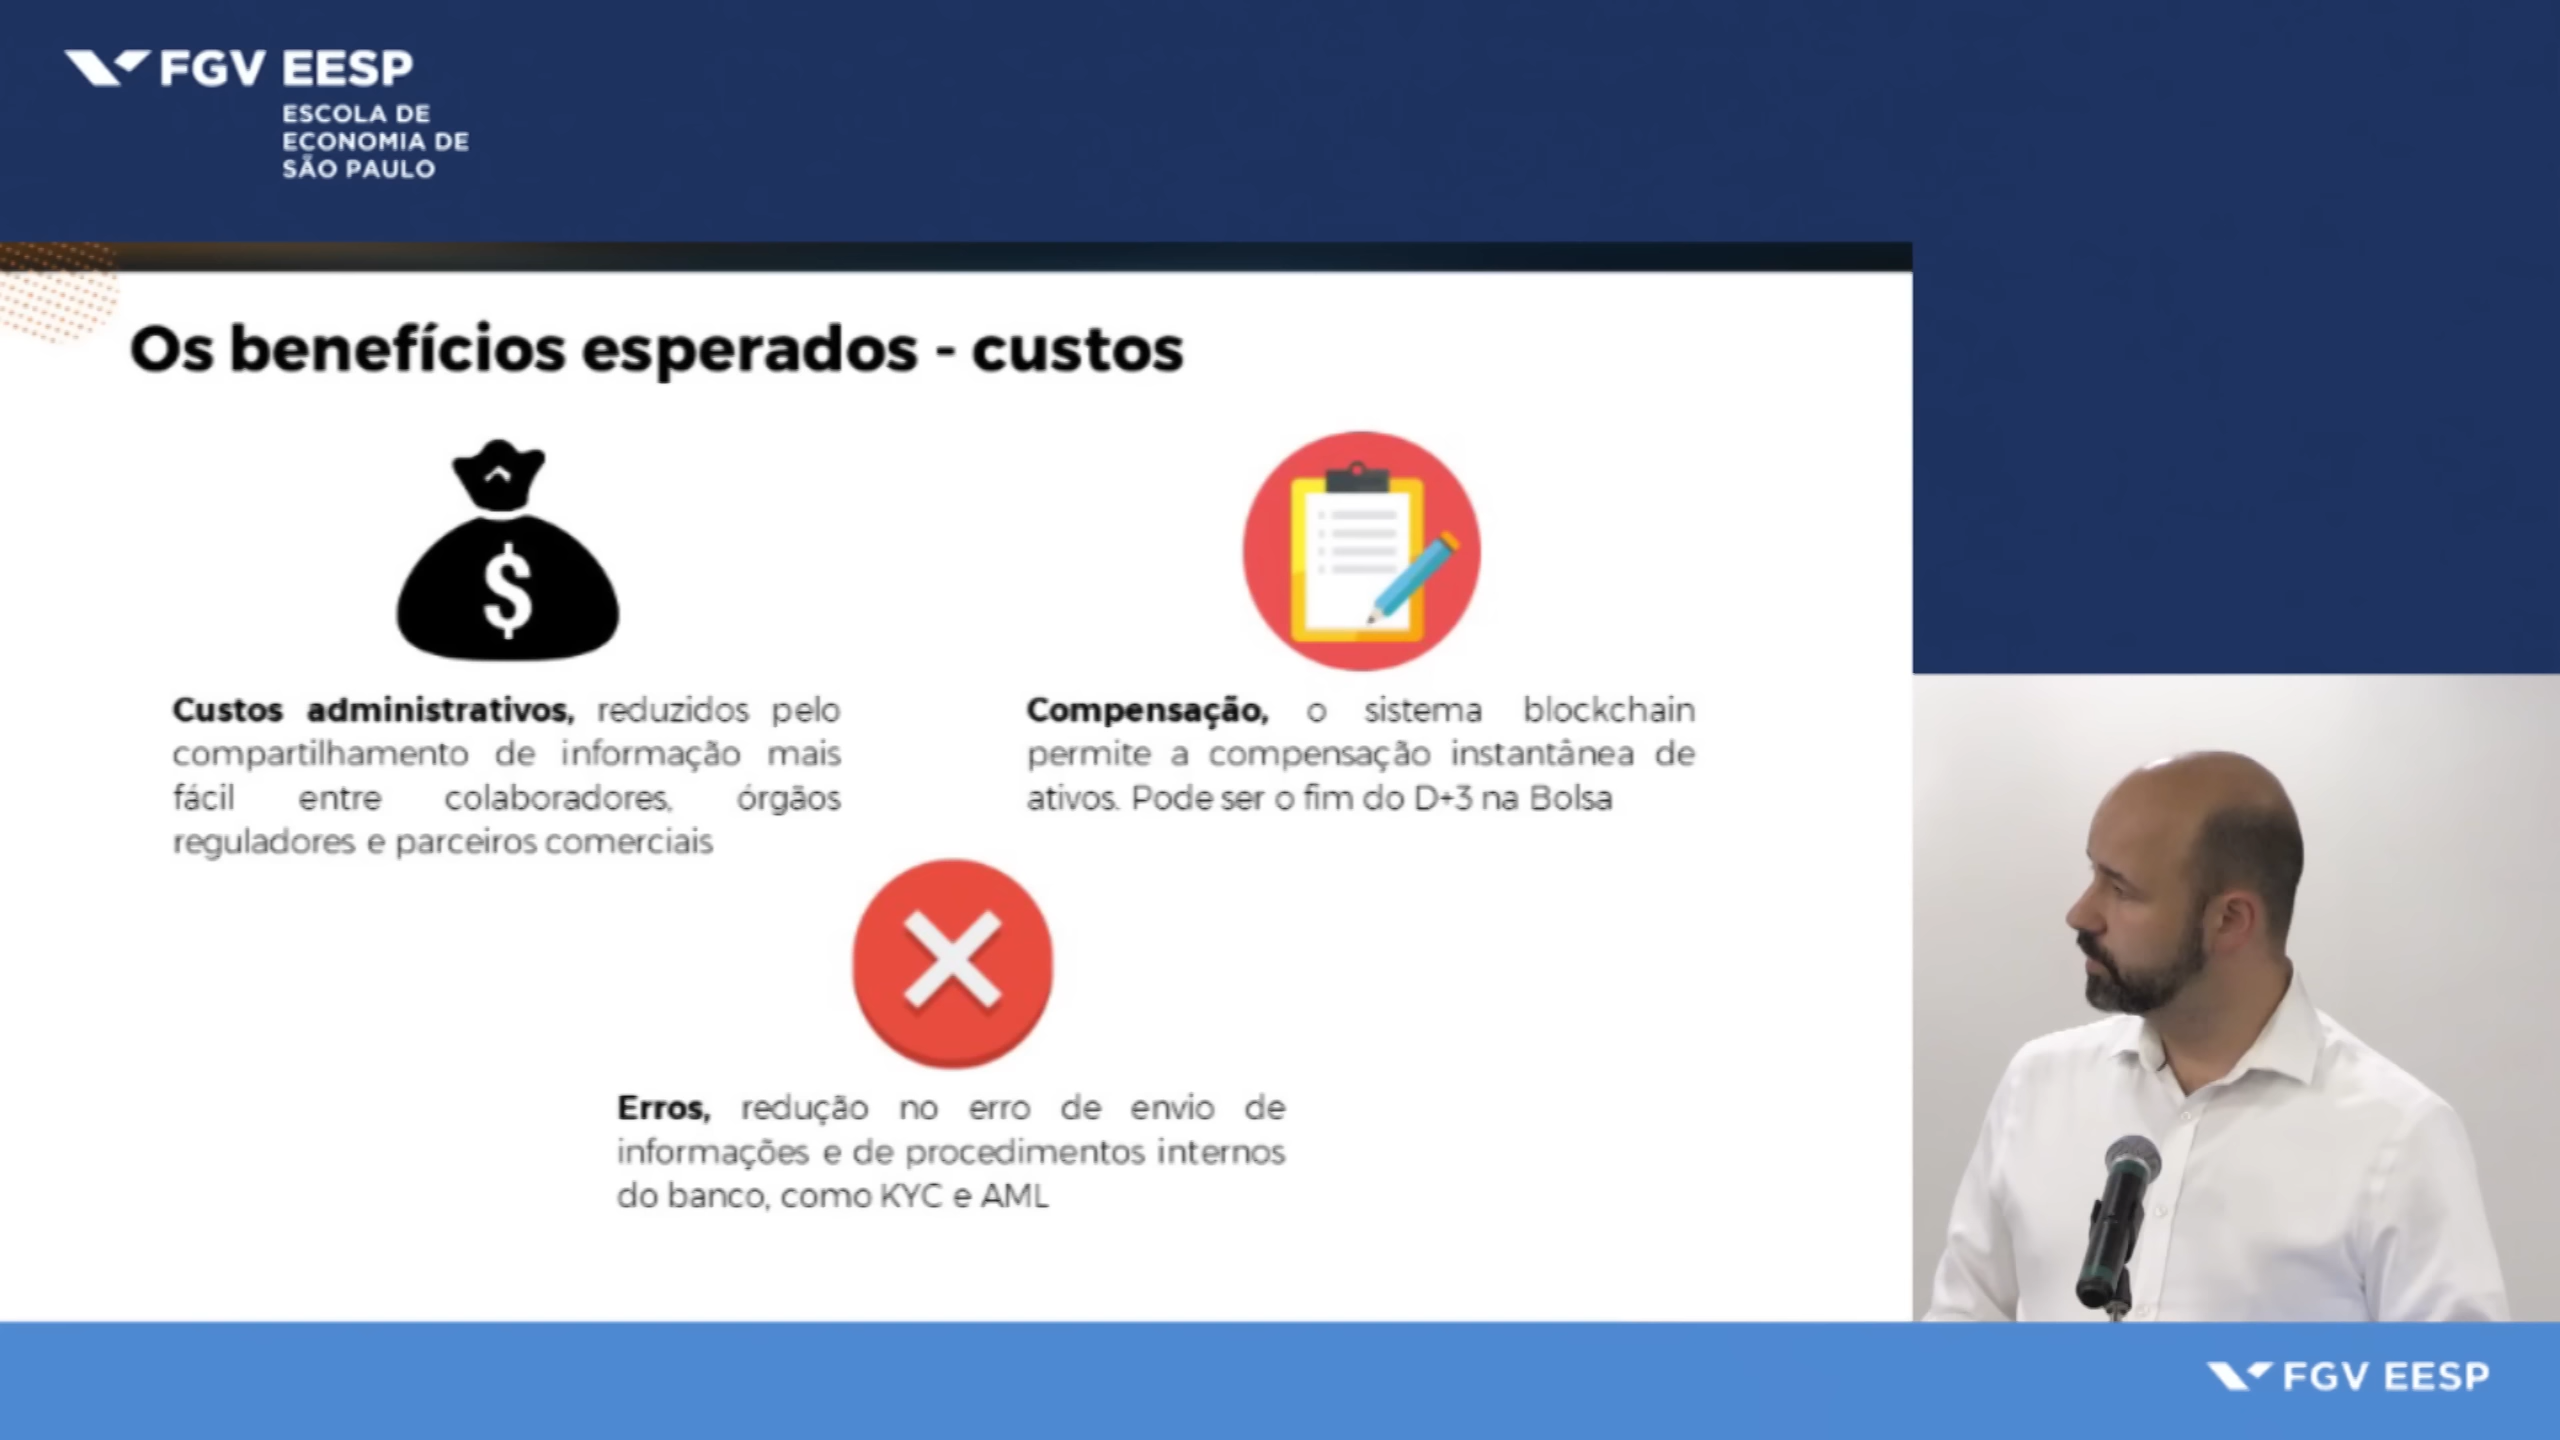 FGV EESP
ESCOLA DE
ECONOMIA DE
SÃO PAULO
Os benefícios esperados - custos
$
Custos administrativos, reduzidos pelo
compartilhamento de informação mais
fácil entre colaboradores, órgãos
reguladores e parceiros comerciais
Compensação, o sistema blockchain
permite a compensação instantânea de
ativos. Pode ser o fim do D+3 na Bolsa
Erros, redução no erro de envio de
informações e de procedimentos internos
do banco, como KYC e AML
FGV EESP